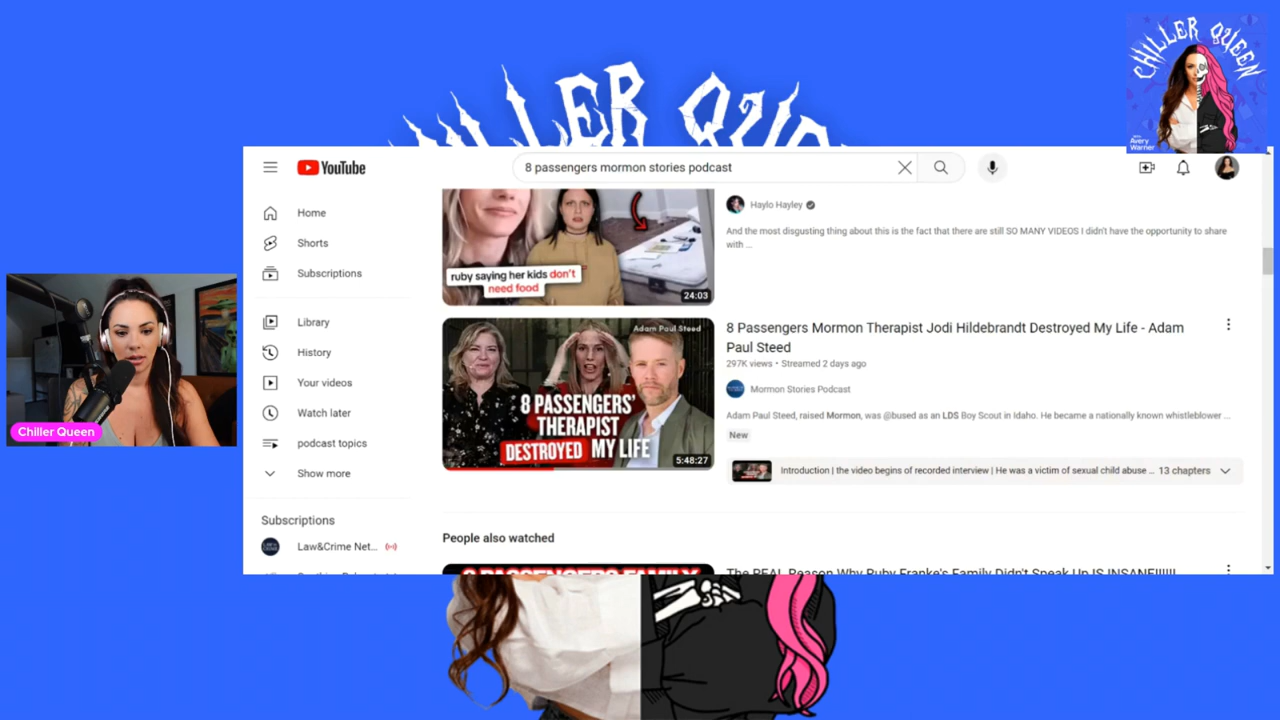 CHILLER QUEEN
with
Avery
Warner
YouTube
8 passengers mormon stories podcast
Home
Shorts
Subscriptions
Library
History
Your videos
Watch later
podcast topics
Show more
Subscriptions
Law&Crime Net...
ruby saying her kids don't
need food
24:03
Haylo Hayley
And the most disgusting thing about this is the fact that there are still SO MANY VIDEOS I didn't have the opportunity to share
with ...
Adam Paul Steed
8 PASSENGERS'
THERAPIST
DESTROYED MY LIFE
5:48:27
8 Passengers Mormon Therapist Jodi Hildebrandt Destroyed My Life - Adam
Paul Steed
297K views • Streamed 2 days ago
Mormon Stories Podcast
Adam Paul Steed, raised Mormon, was @bused as an LDS Boy Scout in Idaho. He became a nationally known whistleblower ...
New
Introduction | the video begins of recorded interview | He was a victim of sexual child abuse ... 13 chapters
People also watched
8 PASSENGERS FAMILY
The REAL Reason Why Ruby Franke's Family Didn't Speak Up IS INSANE!!!!!!
Chiller Queen